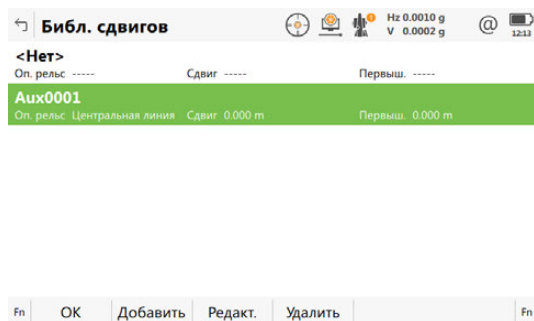 Библ. сдвигов
Hz 0.0010 g
V 0.0002 g
@
12:13
<Нет>
Оп. рельс ----- Сдвиг ----- Первыш. -----
Aux0001
Оп. рельс Центральная линия Сдвиг 0.000 m Первыш. 0.000 m
Fn OK Добавить Редакт. Удалить Fn